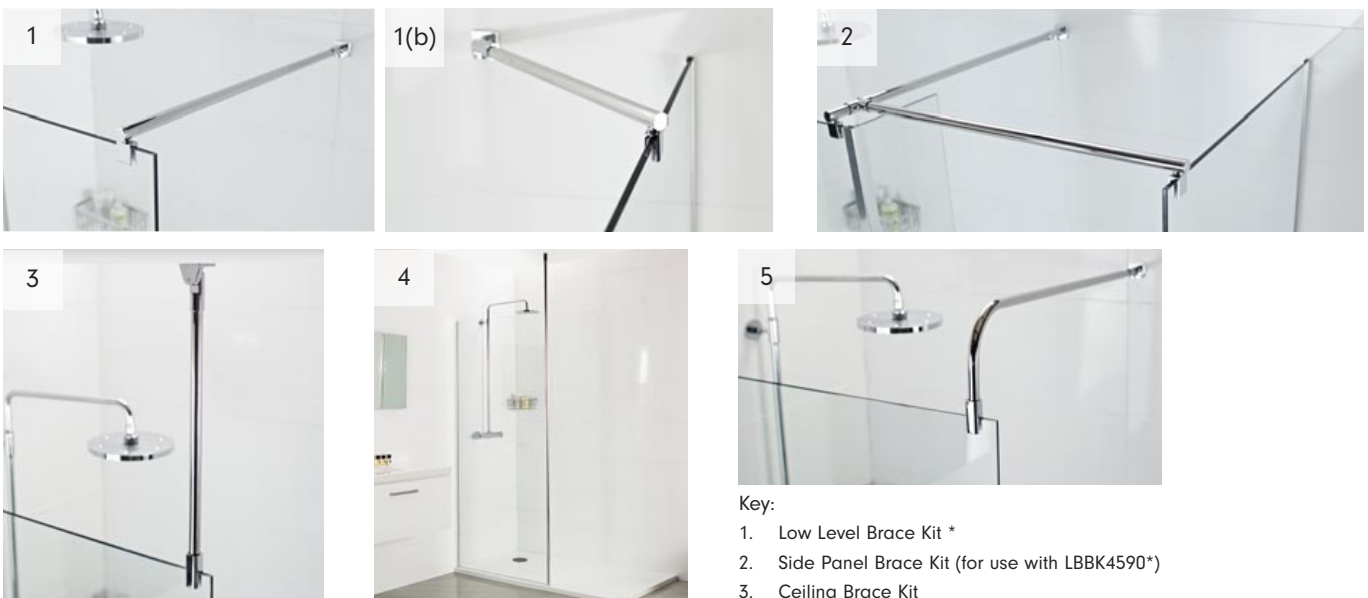 1
1(b)
2
3
4
5
Key:
1. Low Level Brace Kit *
2. Side Panel Brace Kit (for use with LBBK4590*)
3. Ceiling Brace Kit